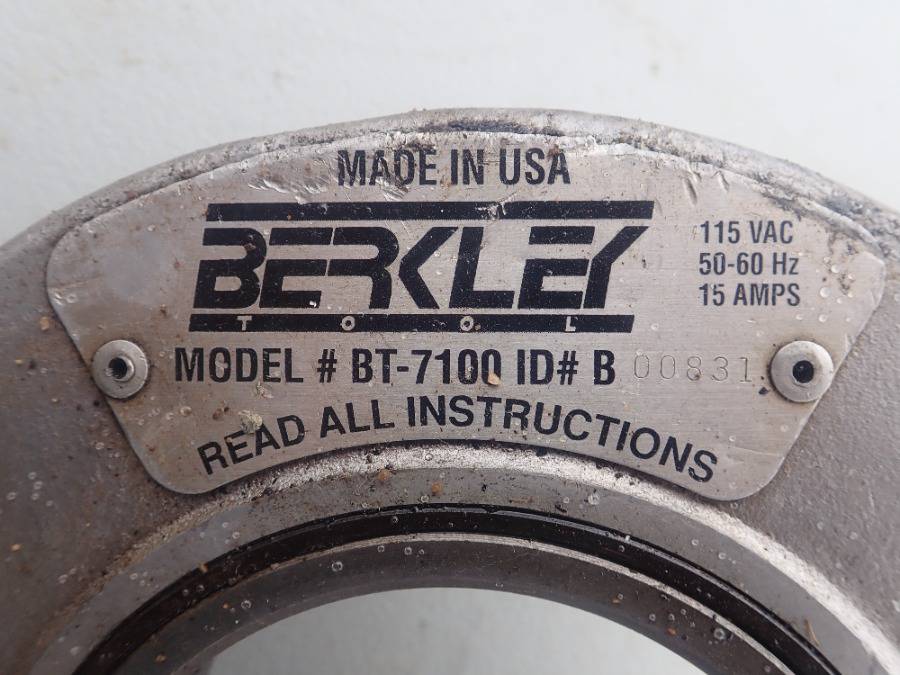 MADE IN USA
BERKLEY
TOOL
115 VAC
50-60 Hz
15 AMPS
MODEL # BT-7100 ID# B 00831
READ ALL INSTRUCTIONS